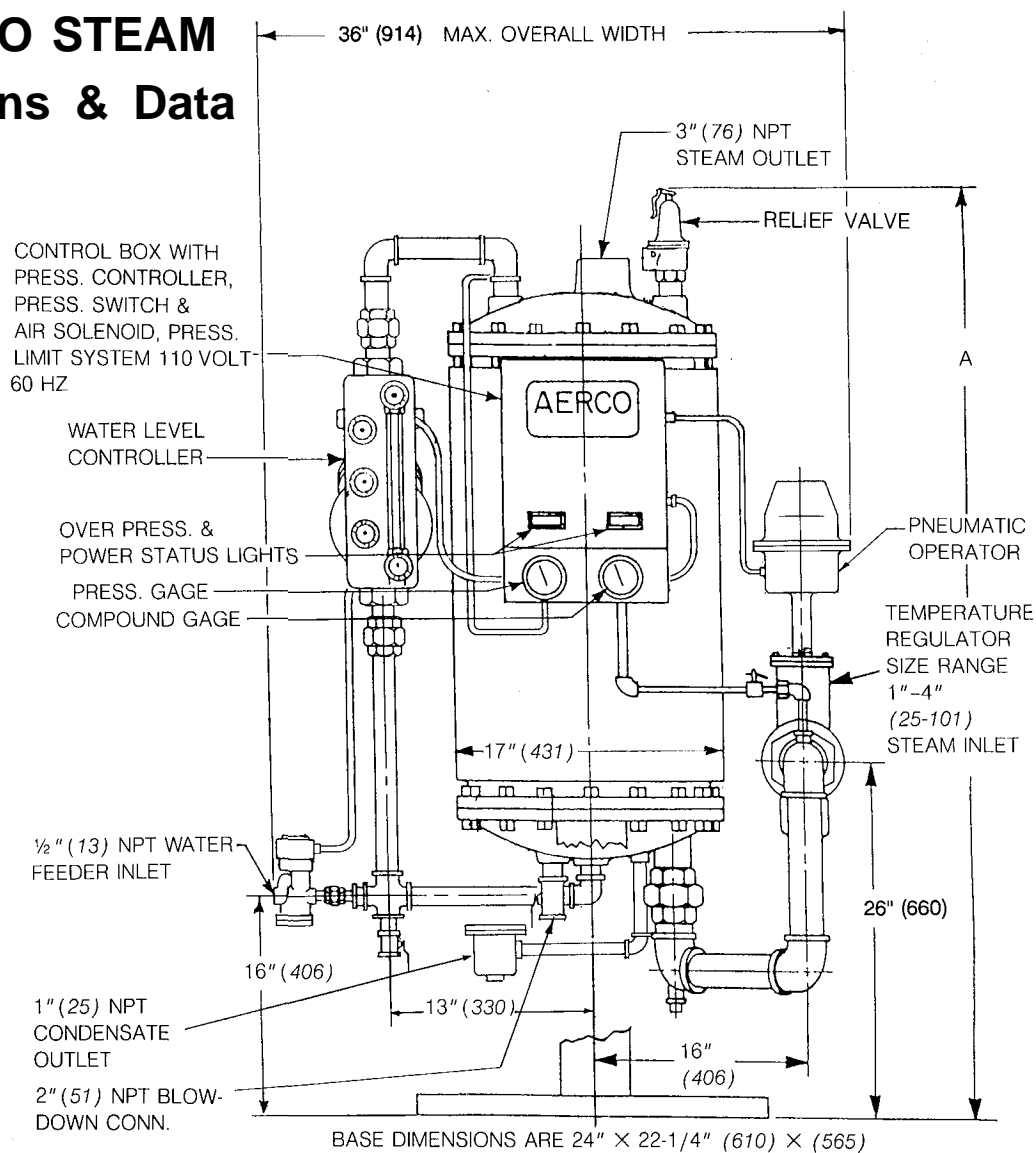 O STEAM
ns & Data
36" (914) MAX. OVERALL WIDTH
3" (76) NPT
STEAM OUTLET
RELIEF VALVE
A
CONTROL BOX WITH
PRESS. CONTROLLER,
PRESS. SWITCH &
AIR SOLENOID, PRESS.
LIMIT SYSTEM 110 VOLT
60 HZ
AERCO
WATER LEVEL
CONTROLLER
OVER PRESS. &
POWER STATUS LIGHTS
PRESS. GAGE
COMPOUND GAGE
PNEUMATIC
OPERATOR
TEMPERATURE
REGULATOR
SIZE RANGE
1"-4"
(25-101)
STEAM INLET
17" (431)
½" (13) NPT WATER
FEEDER INLET
26" (660)
16" (406)
13" (330)
1" (25) NPT
CONDENSATE
OUTLET
16"
(406)
2" (51) NPT BLOW-
DOWN CONN.
BASE DIMENSIONS ARE 24" × 22-1/4" (610) × (565)